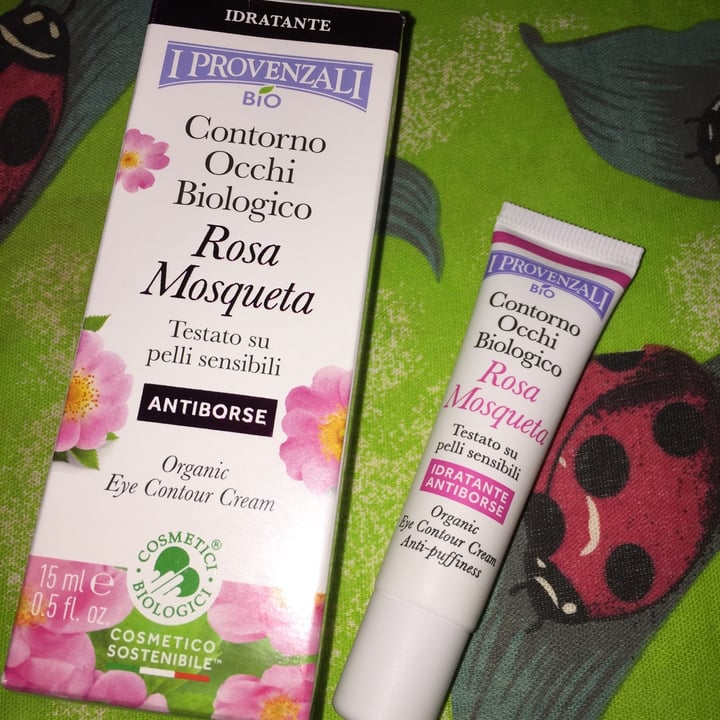 IDRATANTE
I PROVENZALI
BIO
Contorno
Occhi
Biologico
Rosa
Mosqueta
Testato su
pelli sensibili
ANTIBORSE
Organic
Eye Contour Cream
COSMETICI
BIOLOGICI
®
15 ml ℮
0.5 fl. oz.
COSMETICO
SOSTENIBILE™
I PROVENZALI
BIO
Contorno
Occhi
Biologico
Rosa
Mosqueta
Testato su
pelli sensibili
IDRATANTE
ANTIBORSE
Organic
Eye Contour Cream
Anti-puffiness